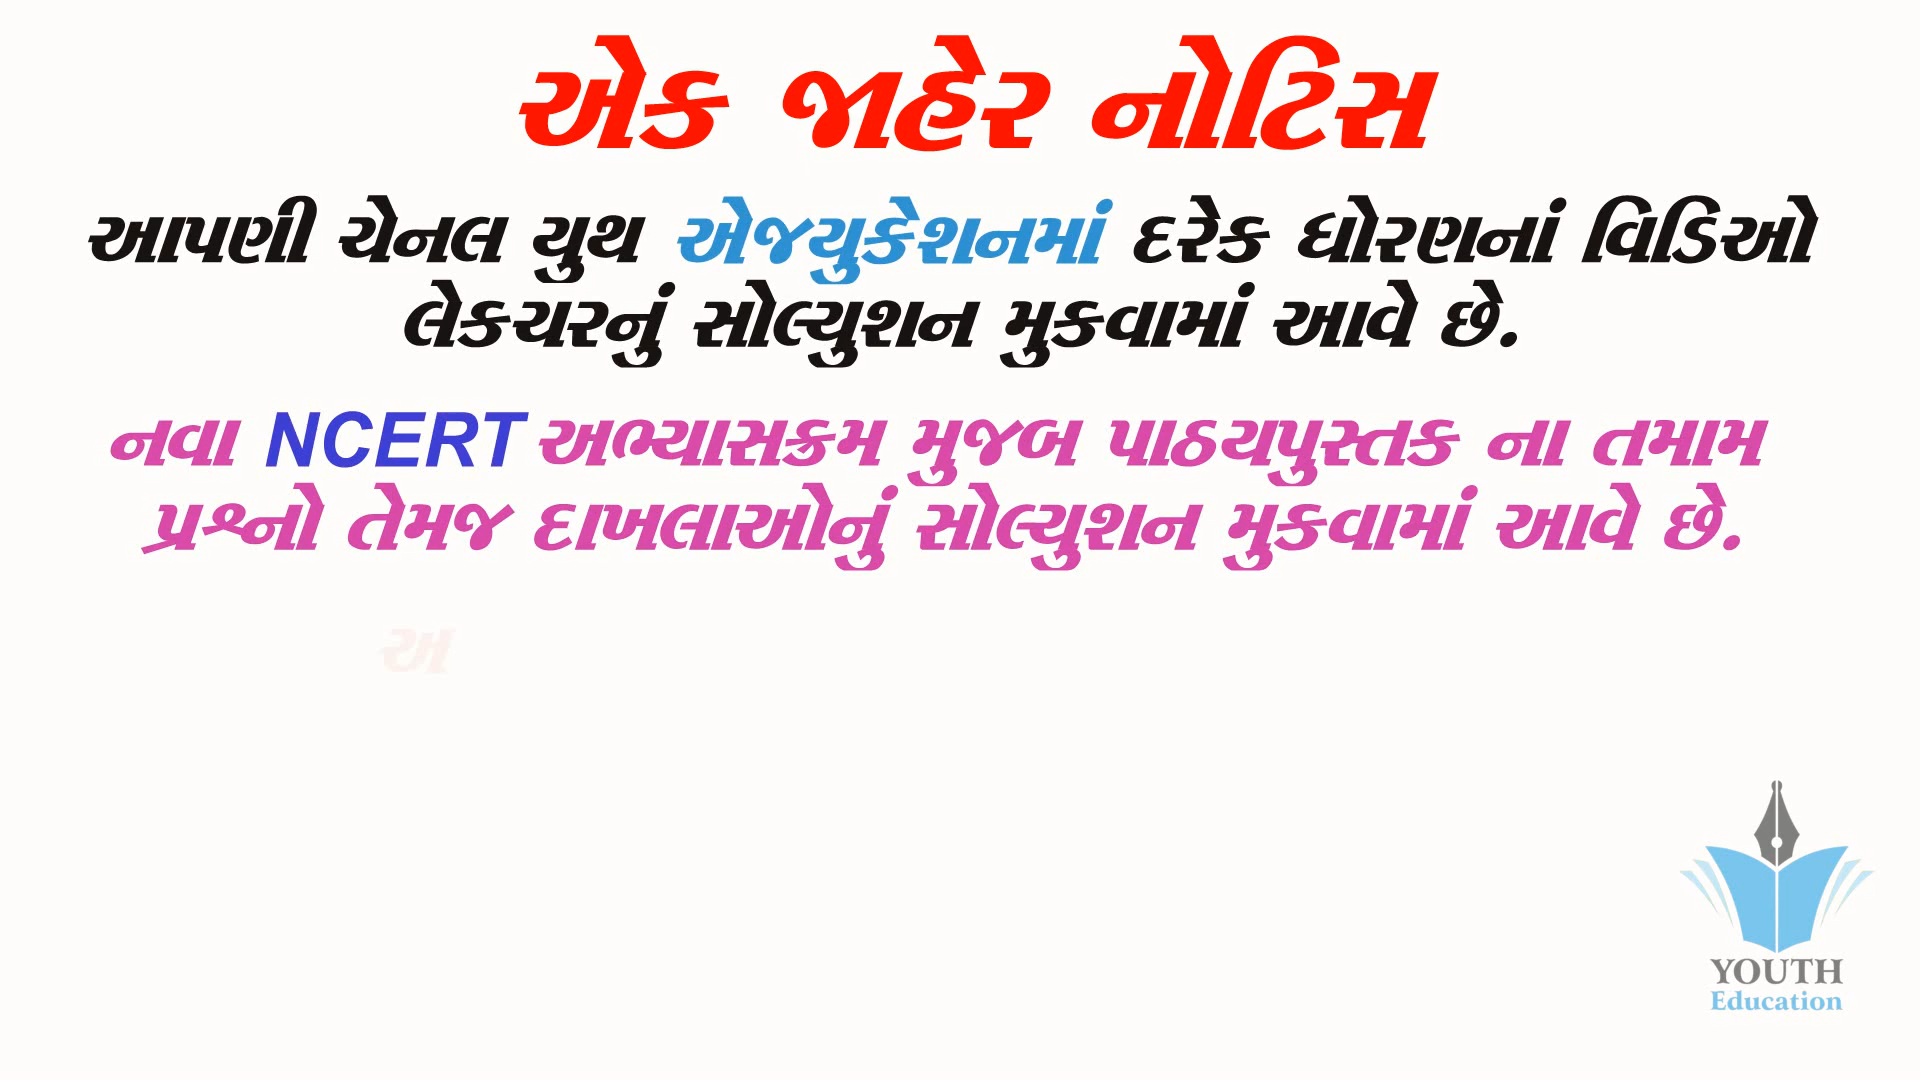 એક જાહેર નોટિસ
આપણી ચેનલ યુથ એજયુકેશનમાં દરેક ધોરણનાં વિડિઓ
લેકચરનું સોલ્યુશન મુકવામાં આવે છે.
નવા NCERT અભ્યાસક્રમ મુજબ પાઠયપુસ્તક ના તમામ
પ્રશ્નો તેમજ દાખલાઓનું સોલ્યુશન મુકવામાં આવે છે.
અ
YOUTH
Education